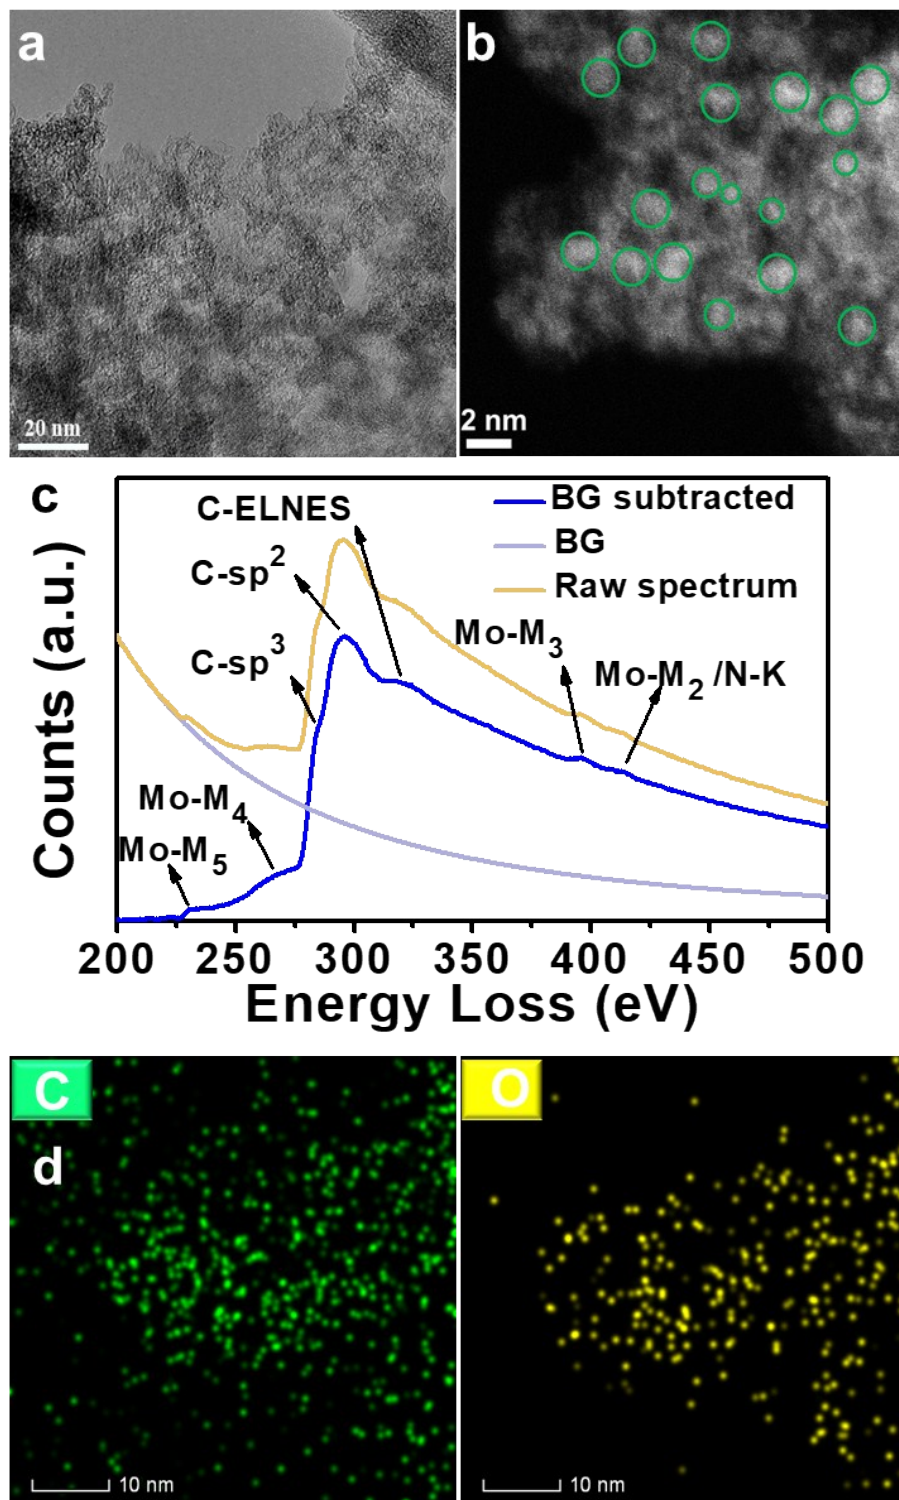 a
20 nm
b
2 nm
c
C-ELNES
C-sp2
C-sp3
Mo-M4
Mo-M5
Mo-M3
Mo-M2 /N-K
BG subtracted
BG
Raw spectrum
Counts (a.u.)
200 250 300 350 400 450 500
Energy Loss (eV)
C
d
10 nm
O
10 nm